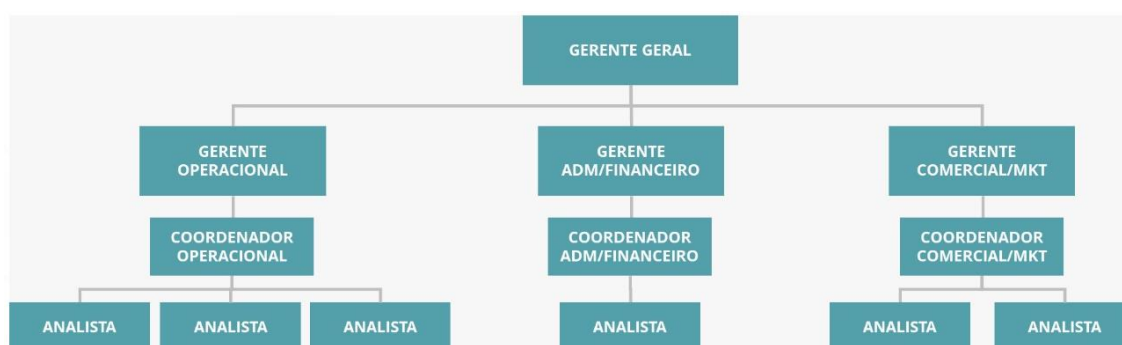 GERENTE GERAL
GERENTE
OPERACIONAL
GERENTE
ADM/FINANCEIRO
GERENTE
COMERCIAL/MKT
COORDENADOR
OPERACIONAL
COORDENADOR
ADM/FINANCEIRO
COORDENADOR
COMERCIAL/MKT
ANALISTA
ANALISTA
ANALISTA
ANALISTA
ANALISTA
ANALISTA